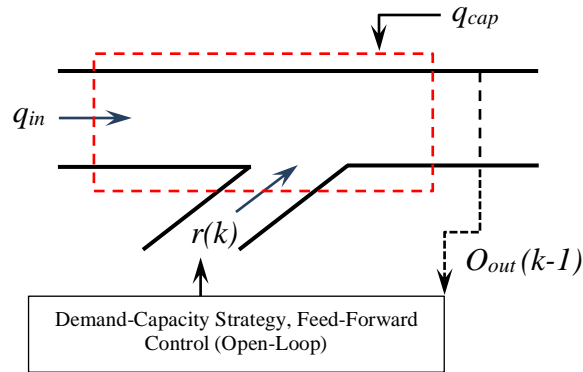 q_cap
q_in
r(k)
O_out (k-1)
Demand-Capacity Strategy, Feed-Forward
Control (Open-Loop)